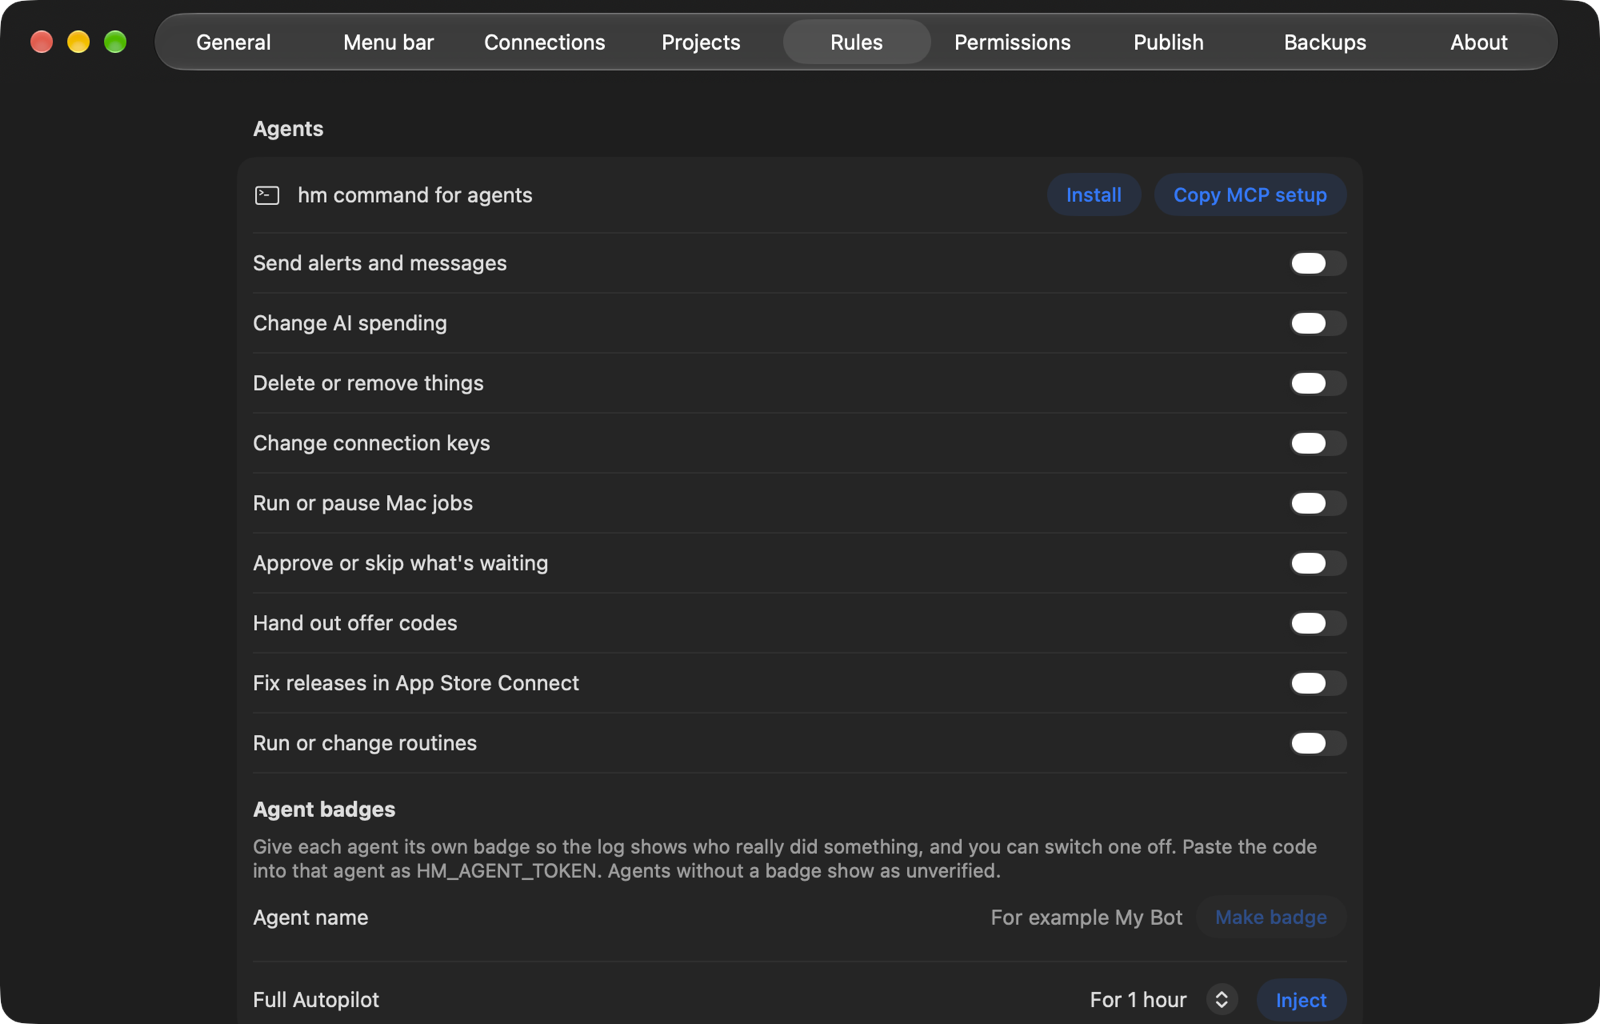 General
Menu bar
Connections
Projects
Rules
Permissions
Publish
Backups
About
Agents
hm command for agents
Install
Copy MCP setup
Send alerts and messages
Change AI spending
Delete or remove things
Change connection keys
Run or pause Mac jobs
Approve or skip what's waiting
Hand out offer codes
Fix releases in App Store Connect
Run or change routines
Agent badges
Give each agent its own badge so the log shows who really did something, and you can switch one off. Paste the code
into that agent as HM_AGENT_TOKEN. Agents without a badge show as unverified.
Agent name
For example My Bot
Make badge
Full Autopilot
For 1 hour
Inject